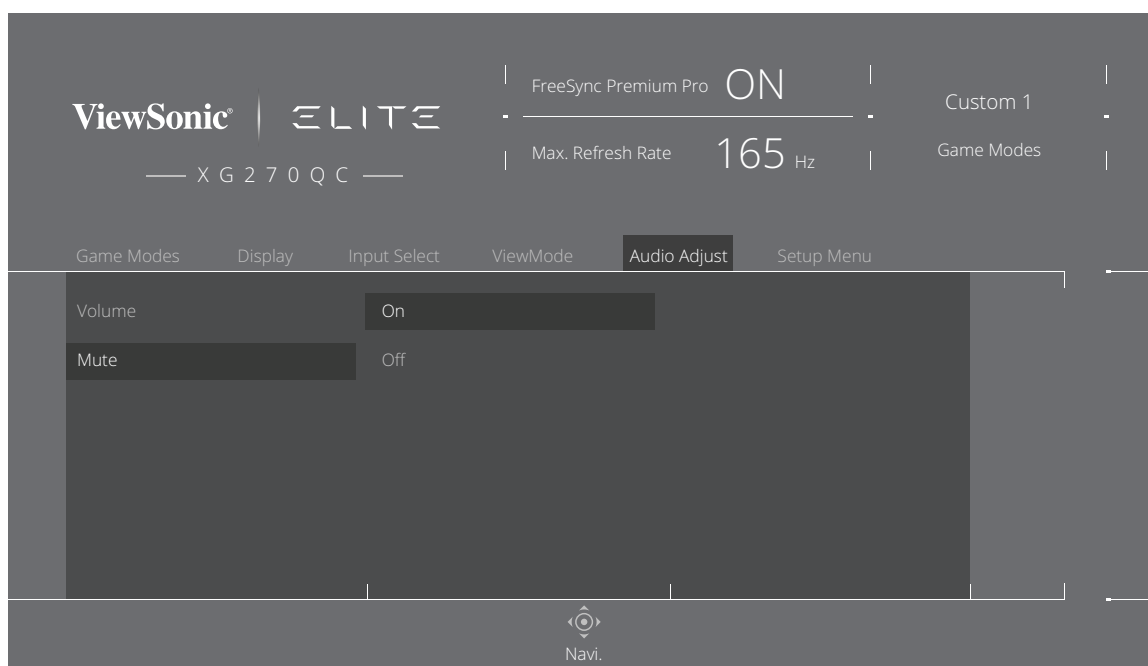 ViewSonic® ELITE
XG270QC
FreeSync Premium Pro ON
Max. Refresh Rate 165 Hz
Custom 1
Game Modes
Game Modes Display Input Select ViewMode Audio Adjust Setup Menu
Volume On
Mute Off
Navi.